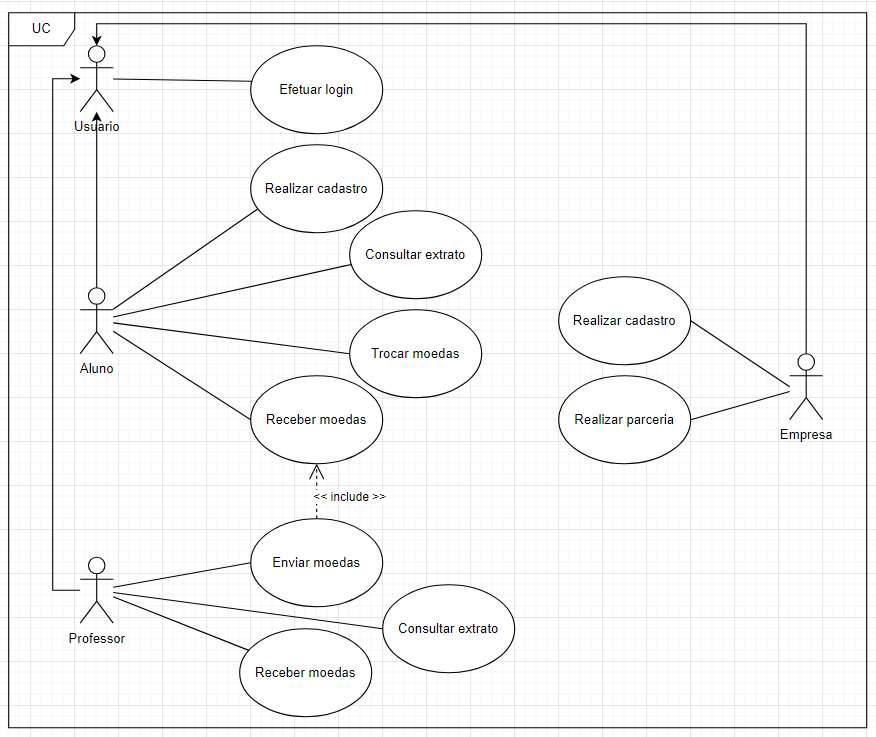 UC
Efetuar login
Usuario
Realizar cadastro
Consultar extrato
Realizar cadastro
Trocar moedas
Aluno
Receber moedas
Realizar parceria
Empresa
<< include >>
Enviar moedas
Professor
Consultar extrato
Receber moedas